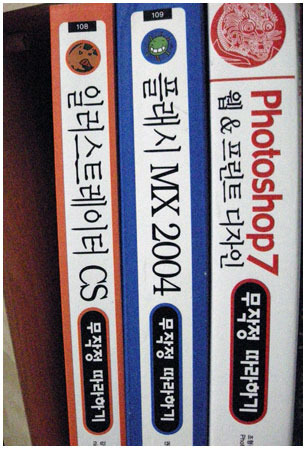 108
일러스트레이터 CS
무작정 따라하기
109
플래시 MX 2004
무작정 따라하기
Photoshop 7
웹 & 프린트 디자인
무작정 따라하기